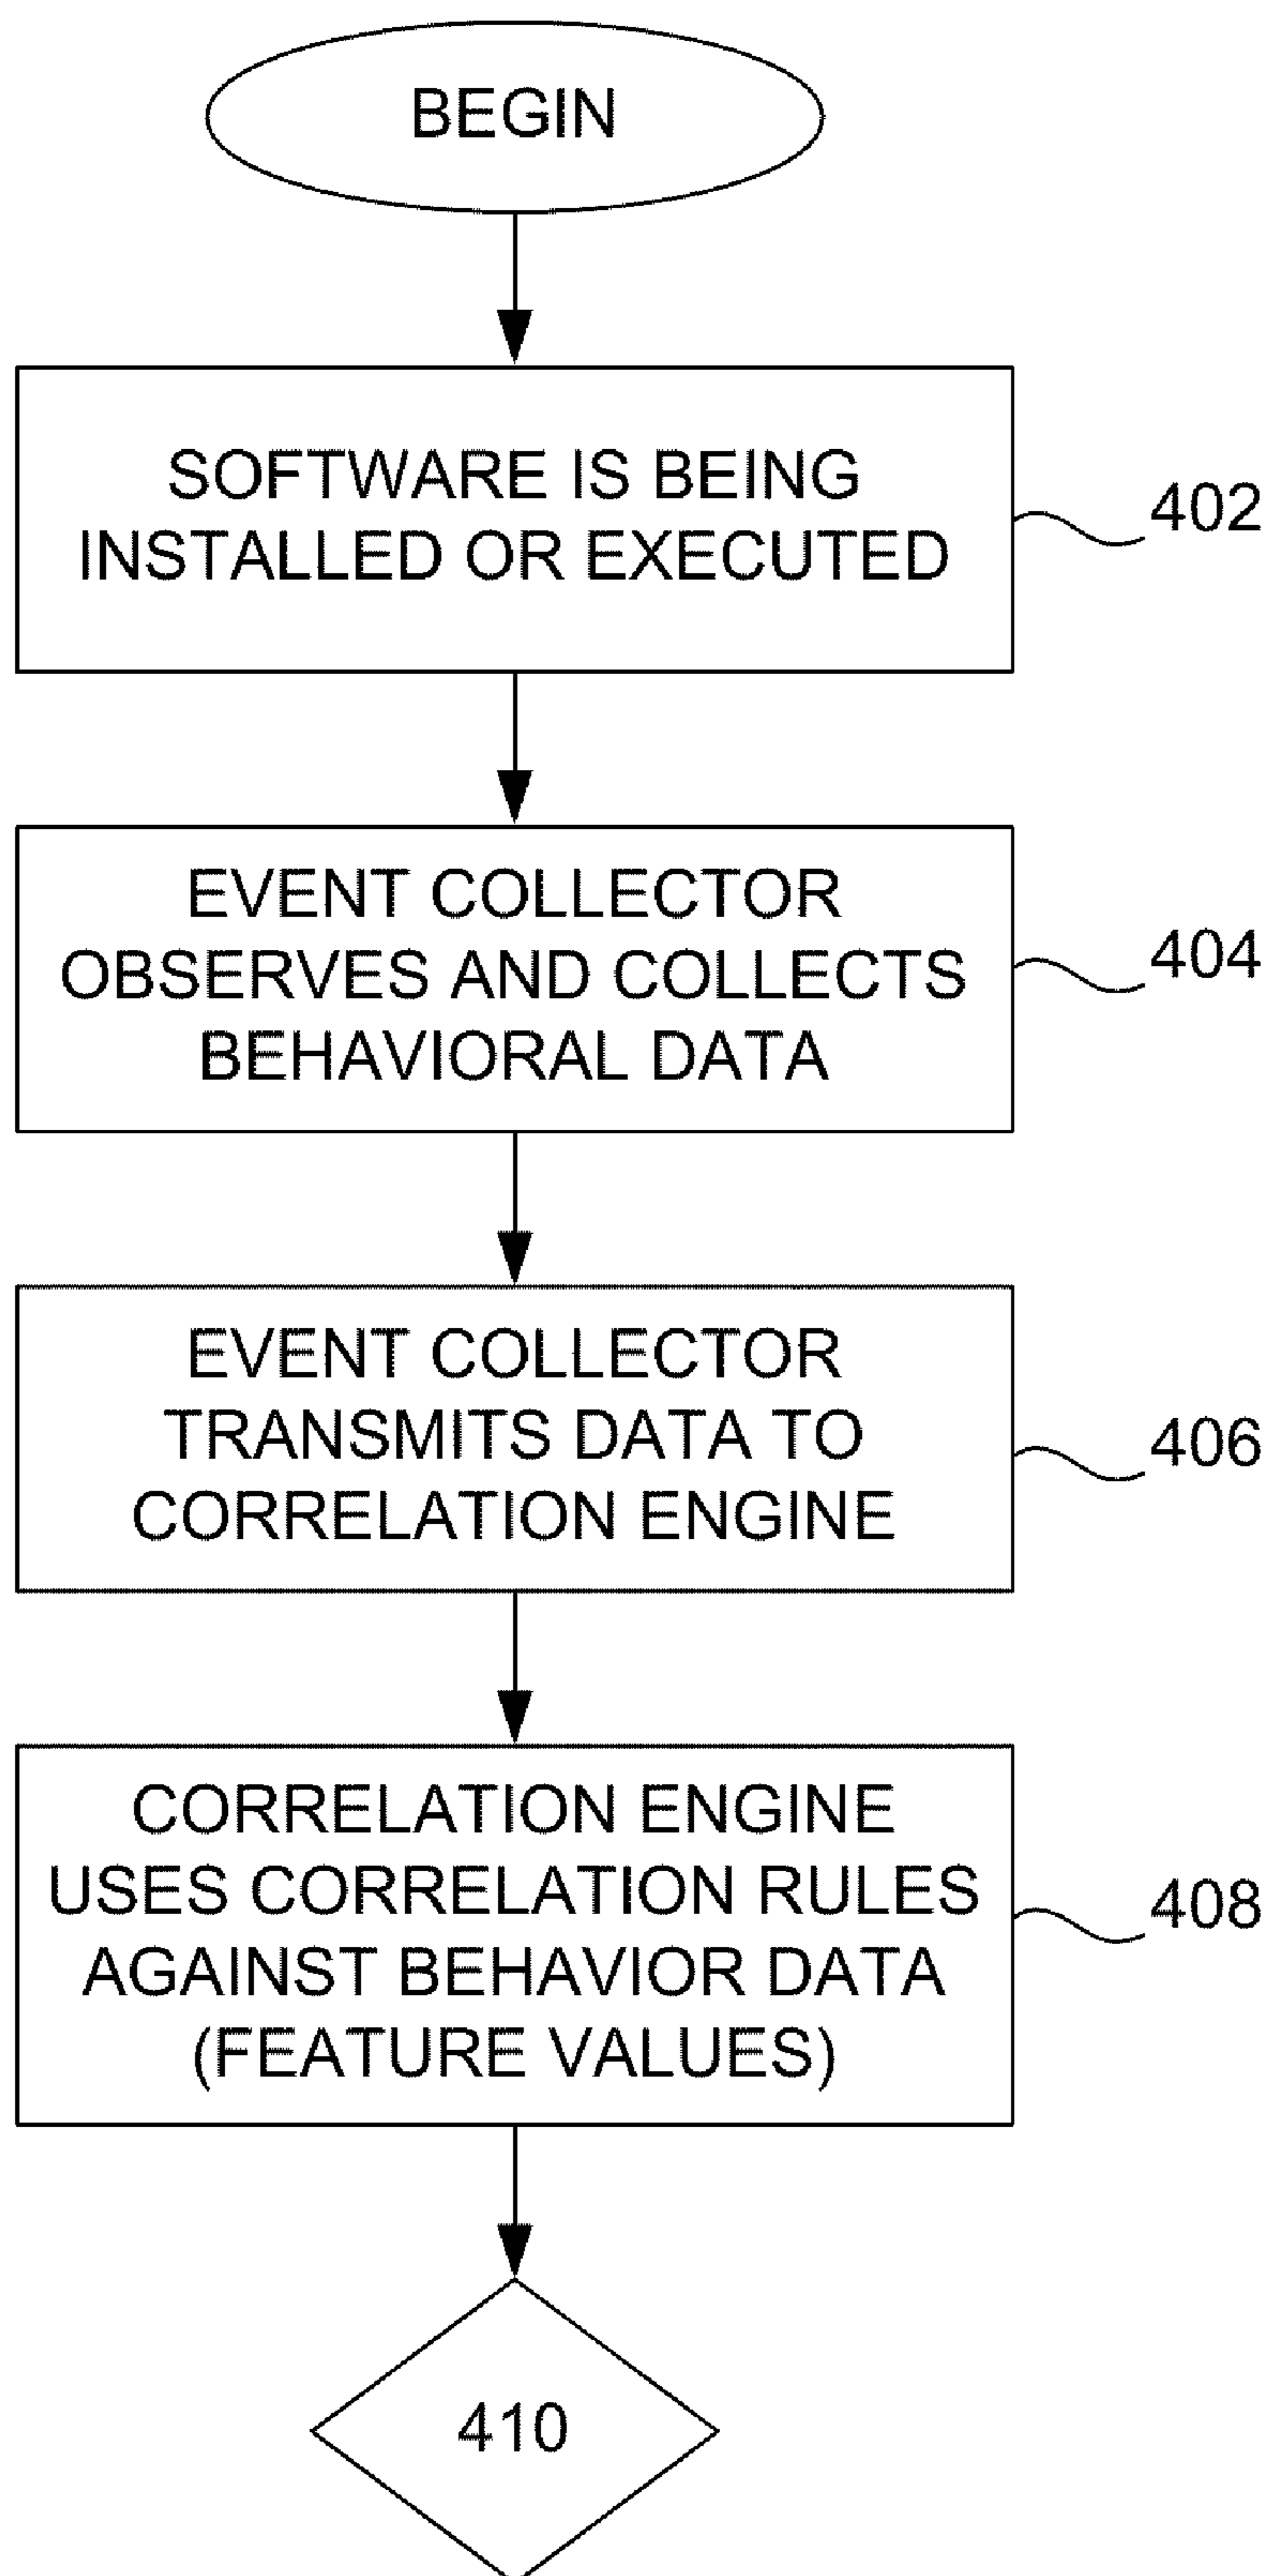 BEGIN
SOFTWARE IS BEING
INSTALLED OR EXECUTED
402
EVENT COLLECTOR
OBSERVES AND COLLECTS
BEHAVIORAL DATA
404
EVENT COLLECTOR
TRANSMITS DATA TO
CORRELATION ENGINE
406
CORRELATION ENGINE
USES CORRELATION RULES
AGAINST BEHAVIOR DATA
(FEATURE VALUES)
408
410